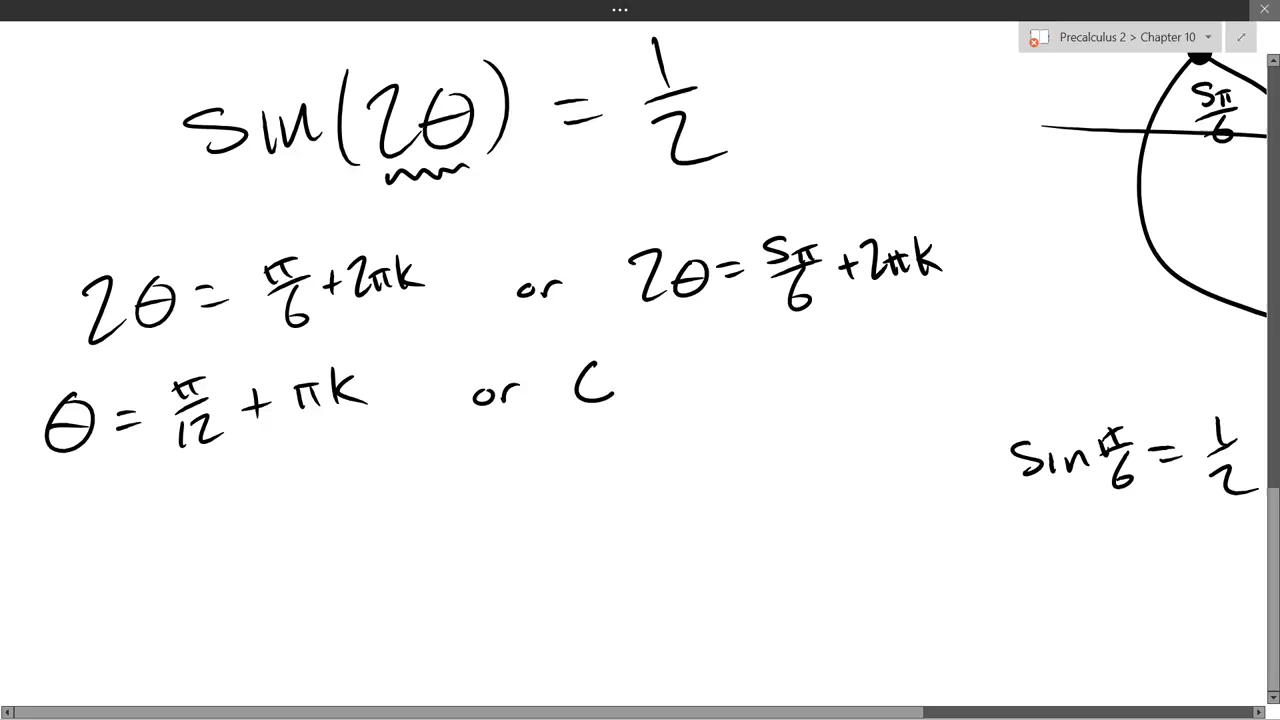 Precalculus 2 > Chapter 10
sin(2θ) = 1/2
5π/6
2θ = π/6 + 2πk or 2θ = 5π/6 + 2πk
θ = π/12 + πk or
sin π/6 = 1/2